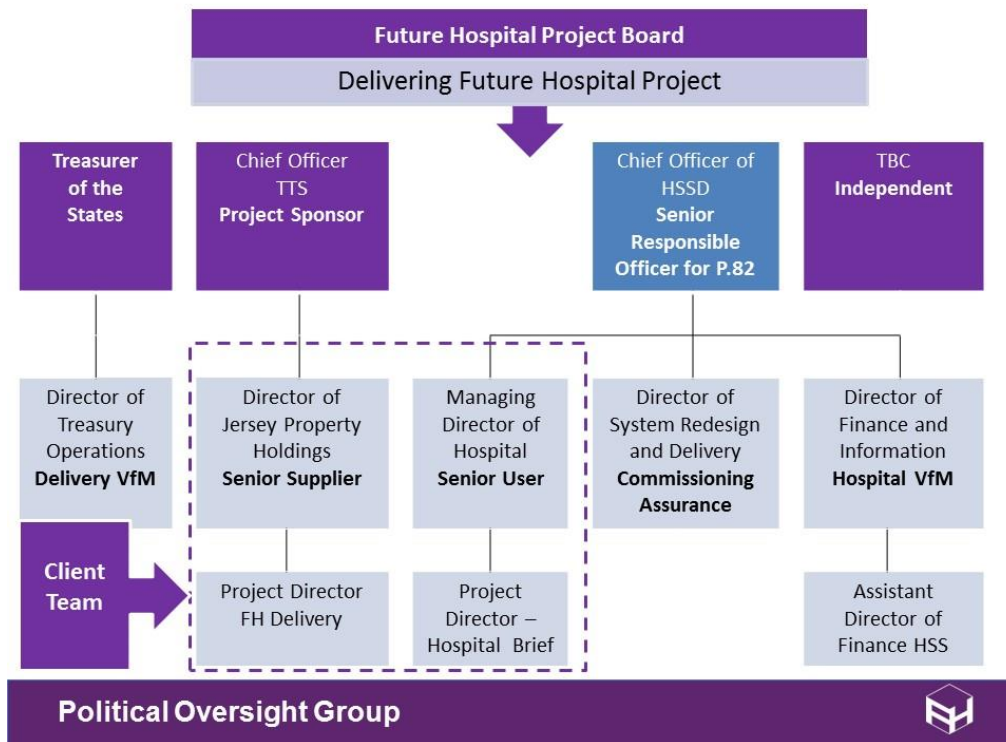 Future Hospital Project Board
Delivering Future Hospital Project
Treasurer
of the
States
Chief Officer
TTS
Project Sponsor
Chief Officer of
HSSD
Senior
Responsible
Officer for P.82
TBC
Independent
Director of
Treasury
Operations
Delivery VfM
Director of
Jersey Property
Holdings
Senior Supplier
Managing
Director of
Hospital
Senior User
Director of
System Redesign
and Delivery
Commissioning
Assurance
Director of
Finance and
Information
Hospital VfM
Client
Team
Project Director
FH Delivery
Project
Director –
Hospital Brief
Assistant
Director of
Finance HSS
Political Oversight Group